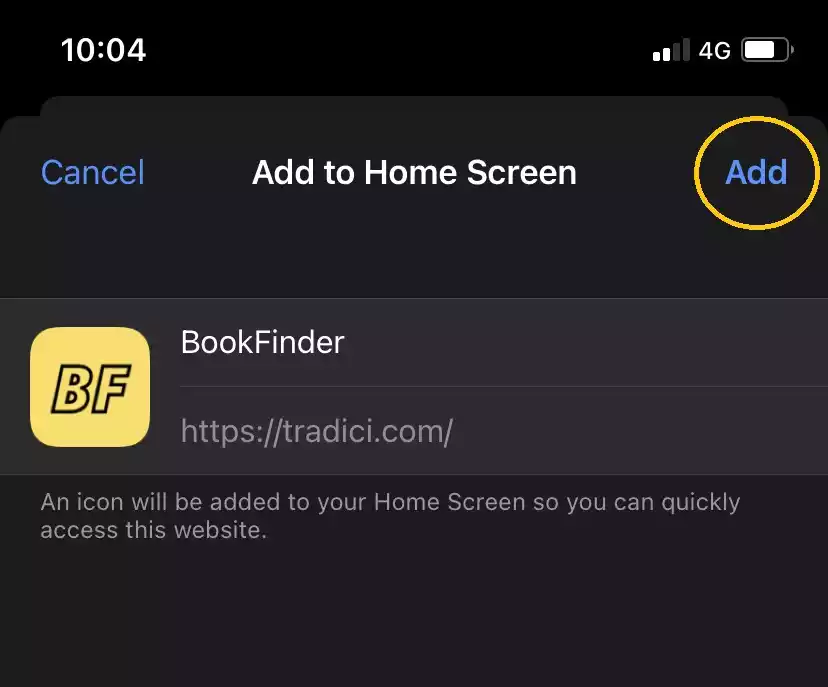 10:04 4G
Cancel Add to Home Screen Add
BookFinder
BF
https://tradici.com/
An icon will be added to your Home Screen so you can quickly
access this website.